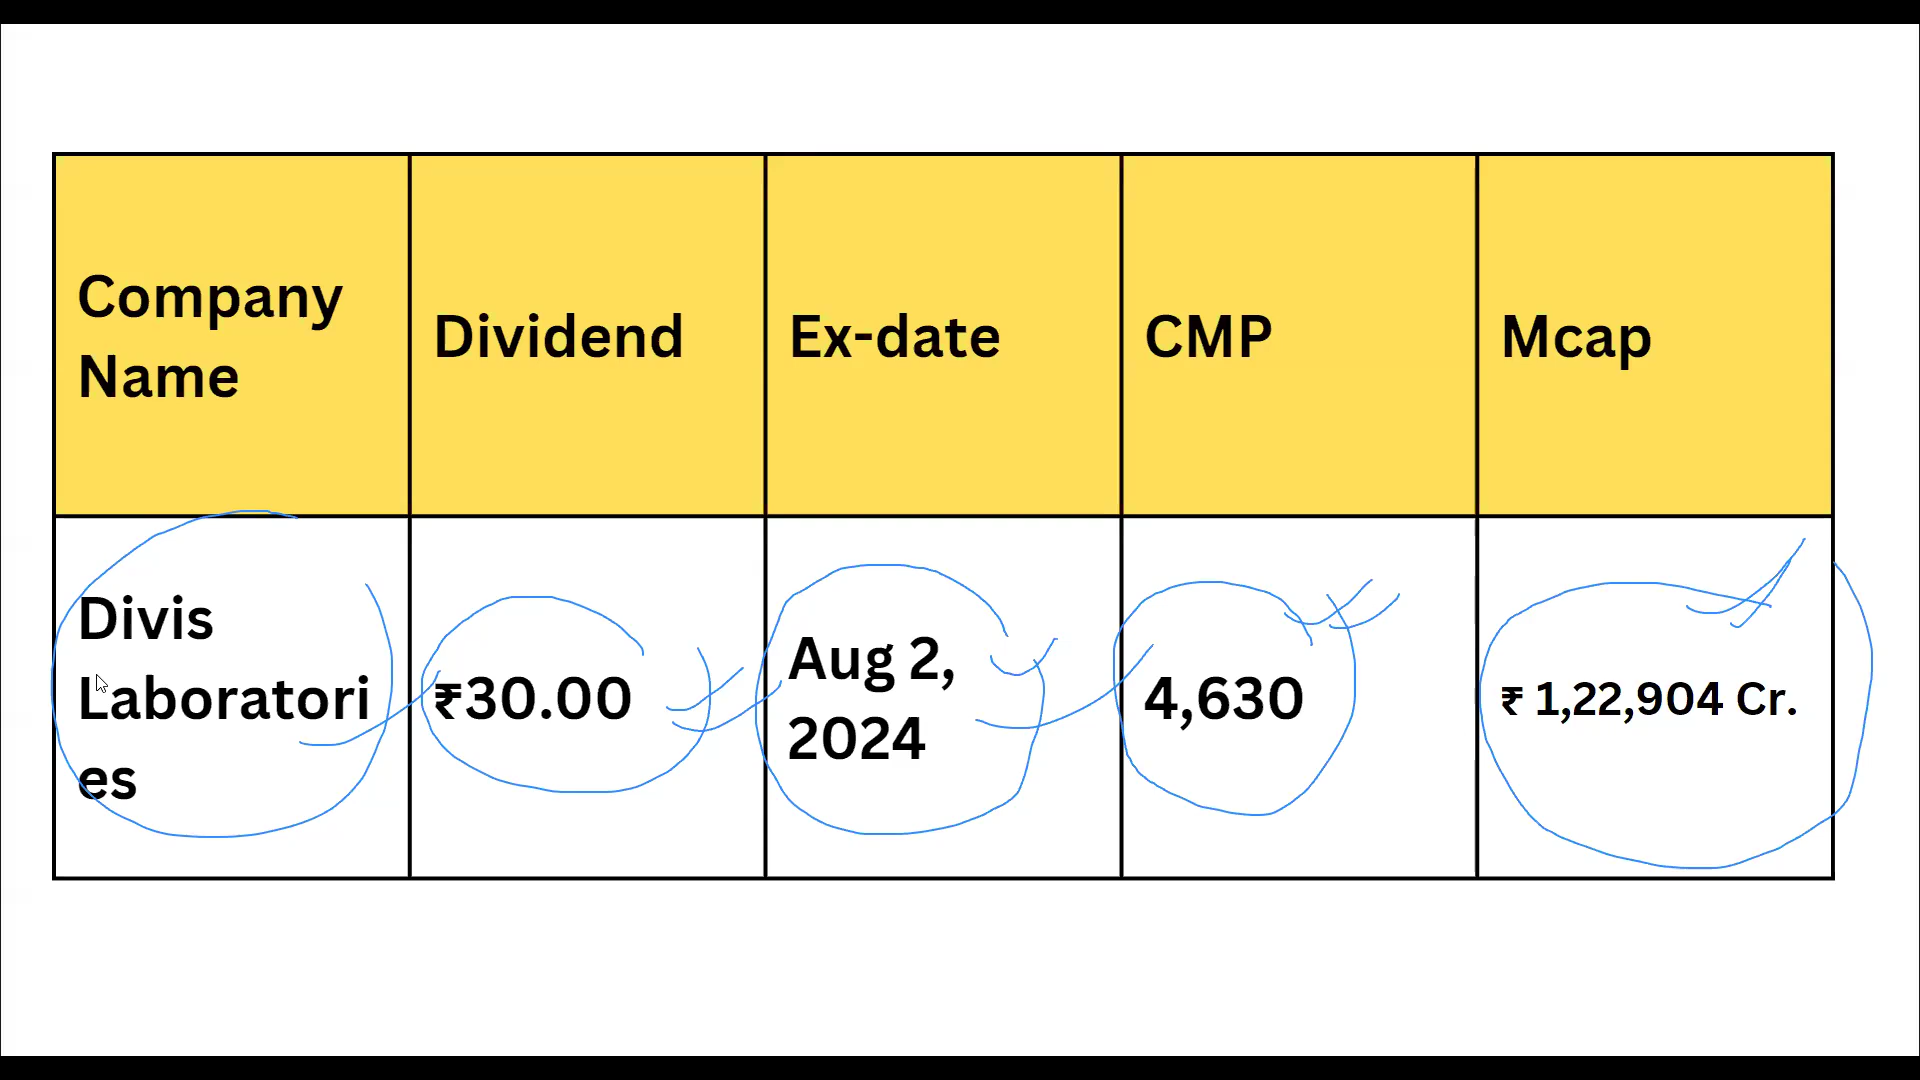 Company
Name
Dividend
Ex-date
CMP
Mcap
Divis
Laboratori
es
₹30.00
Aug 2,
2024
4,630
₹ 1,22,904 Cr.